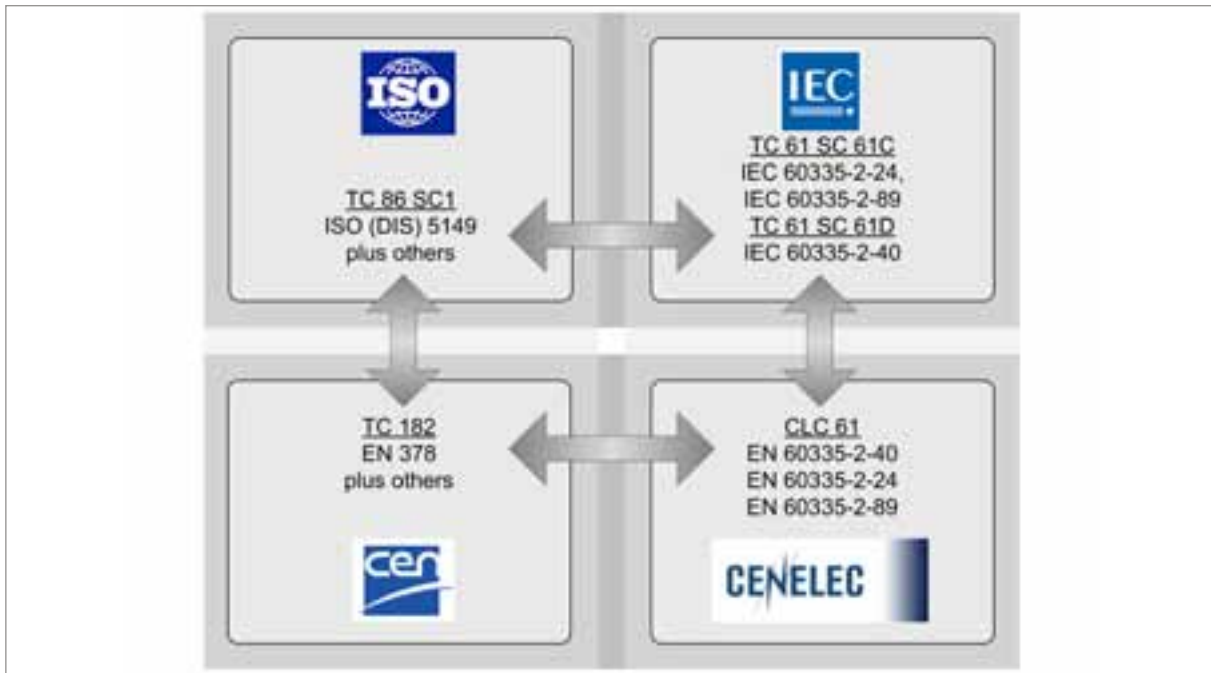 ISO
TC 86 SC1
ISO (DIS) 5149
plus others
IEC
TC 61 SC 61C
IEC 60335-2-24,
IEC 60335-2-89
TC 61 SC 61D
IEC 60335-2-40
TC 182
EN 378
plus others
cen
CLC 61
EN 60335-2-40
EN 60335-2-24
EN 60335-2-89
CENELEC